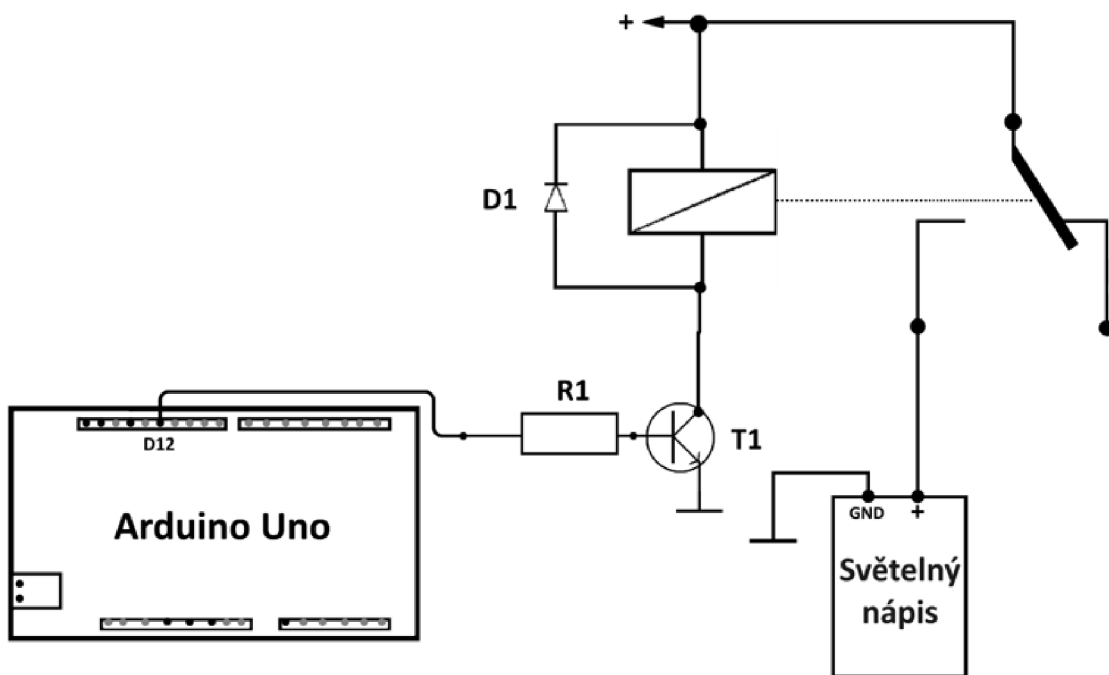 +
D1
R1
T1
D12
Arduino Uno
GND
+
Světelný
nápis